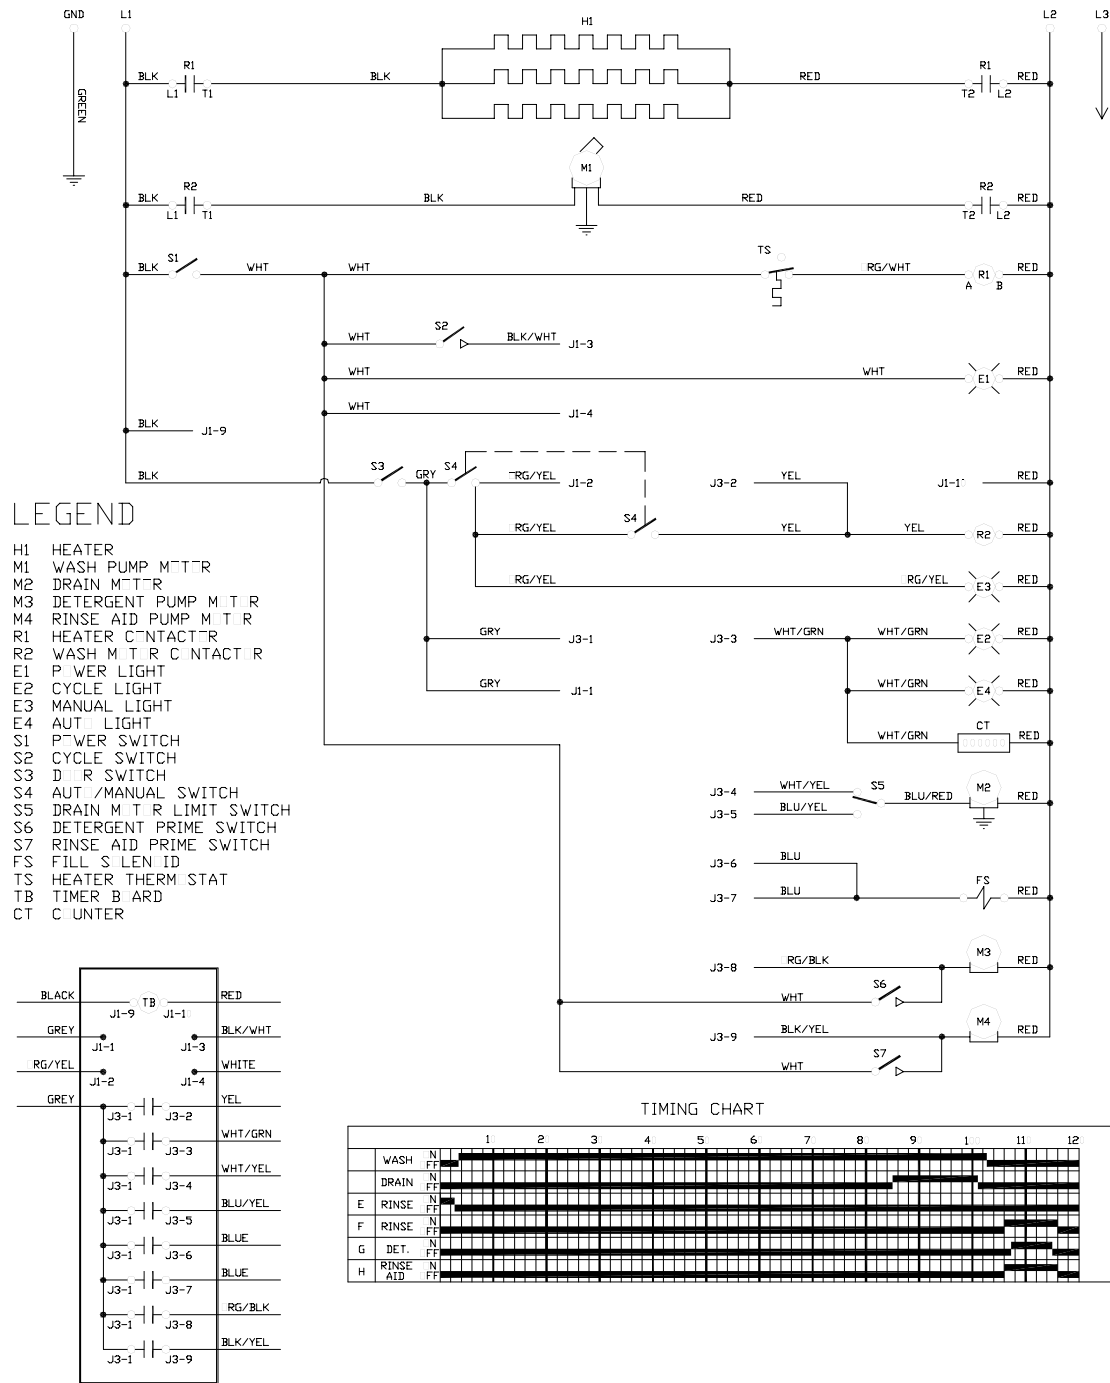 GND L1 H1 L2 L3
R1 R1
BLK BLK RED RED
L1 T1 T2 L2
GREEN
M1
R2 R2
BLK BLK RED RED
L1 T1 T2 L2
S1 TS
BLK WHT WHT RG/WHT R1 RED
A B
S2
WHT BLK/WHT J1-3
WHT WHT E1 RED
WHT J1-4
BLK J1-9
BLK S3 GRY S4 RG/YEL J1-2 J3-2 YEL J1-1 RED
RG/YEL S4 YEL YEL R2 RED
RG/YEL RG/YEL E3 RED
GRY J3-1 J3-3 WHT/GRN WHT/GRN E2 RED
GRY J1-1 WHT/GRN E4 RED
CT
WHT/GRN RED
J3-4 WHT/YEL S5 M2
BLU/RED RED
J3-5 BLU/YEL
J3-6 BLU
J3-7 BLU FS RED
J3-8 RG/BLK M3 RED
WHT S6
J3-9 BLK/YEL M4 RED
WHT S7
LEGEND
H1 HEATER
M1 WASH PUMP M T R
M2 DRAIN M T R
M3 DETERGENT PUMP M T R
M4 RINSE AID PUMP M T R
R1 HEATER C NTACT R
R2 WASH M T R C NTACT R
E1 P WER LIGHT
E2 CYCLE LIGHT
E3 MANUAL LIGHT
E4 AUT LIGHT
S1 P WER SWITCH
S2 CYCLE SWITCH
S3 D R SWITCH
S4 AUT /MANUAL SWITCH
S5 DRAIN M T R LIMIT SWITCH
S6 DETERGENT PRIME SWITCH
S7 RINSE AID PRIME SWITCH
FS FILL S LEN ID
TS HEATER THERM STAT
TB TIMER B ARD
CT C UNTER
BLACK TB RED
J1-9 J1-1
GREY BLK/WHT
J1-1 J1-3
RG/YEL WHITE
J1-2 J1-4
GREY YEL
J3-1 J3-2
WHT/GRN
J3-1 J3-3
WHT/YEL
J3-1 J3-4
BLU/YEL
J3-1 J3-5
BLUE
J3-1 J3-6
BLUE
J3-1 J3-7
RG/BLK
J3-1 J3-8
BLK/YEL
J3-1 J3-9
TIMING CHART
1 2 3 4 5 6 7 8 9 10 11 12
WASH N
FF
DRAIN N
FF
E RINSE N
FF
F RINSE N
FF
G DET. N
FF
H RINSE AID N
FF